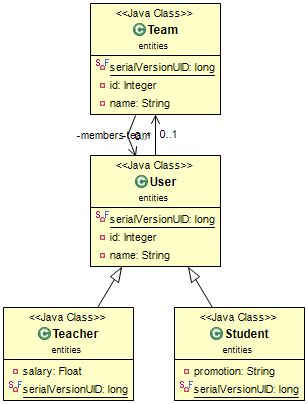 <<Java Class>>
C Team
entities
S F serialVersionUID: long
id: Integer
name: String
-members
-team
0..1
<<Java Class>>
C User
entities
S F serialVersionUID: long
id: Integer
name: String
<<Java Class>>
C Teacher
entities
salary: Float
S F serialVersionUID: long
<<Java Class>>
C Student
entities
promotion: String
S F serialVersionUID: long